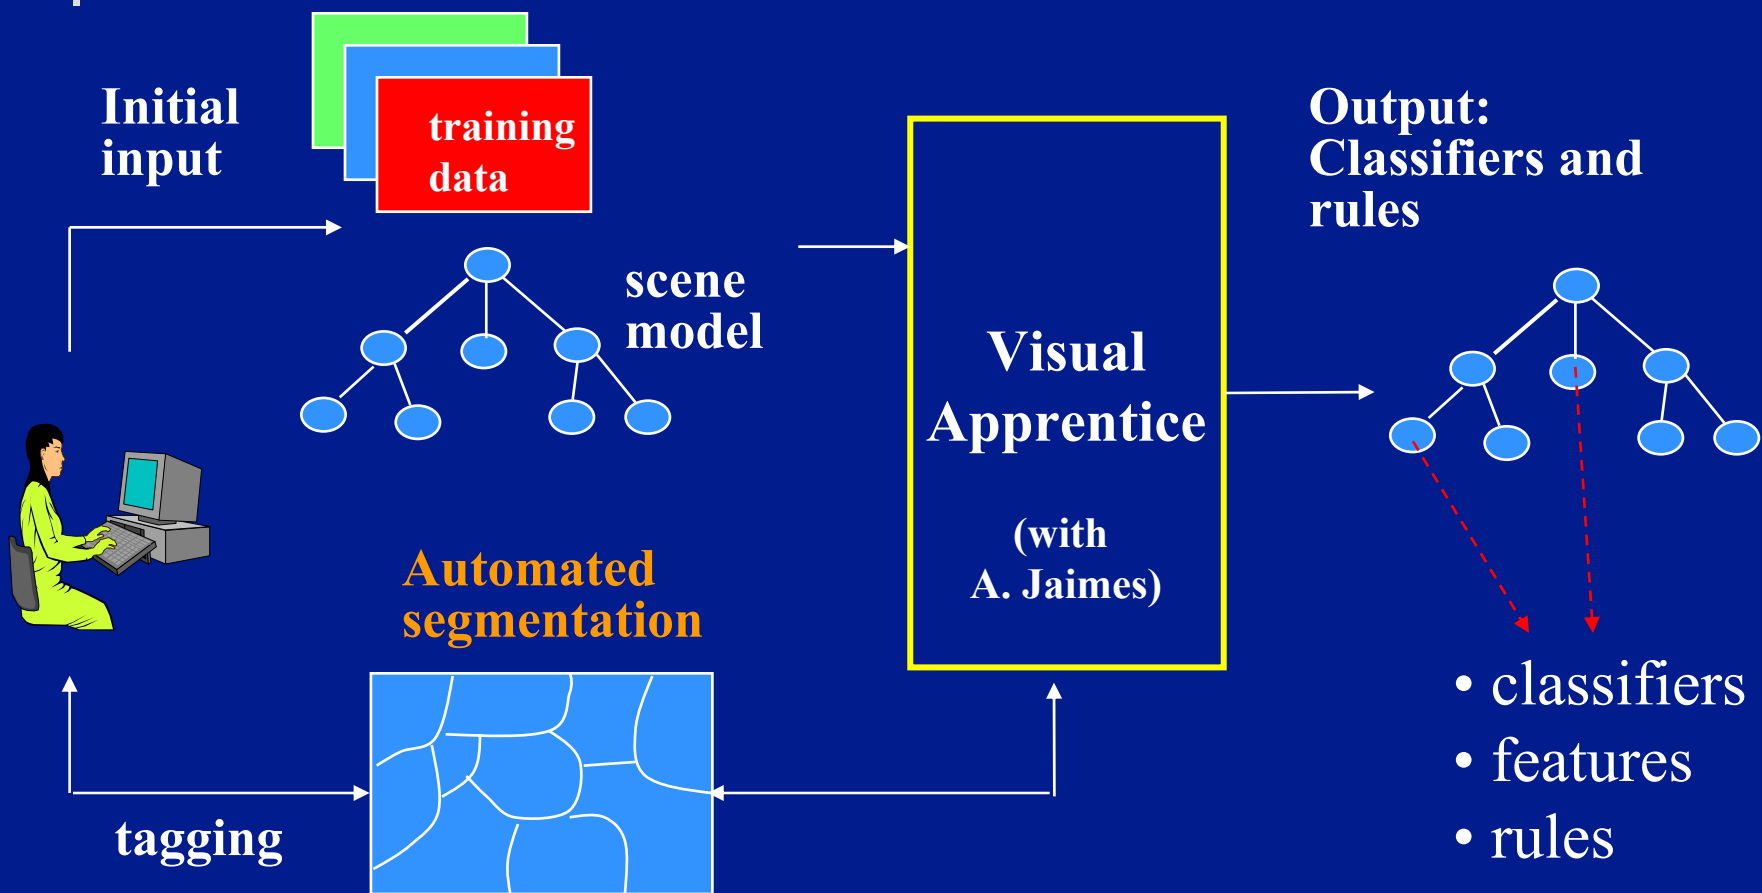 Initial
input
training
data
scene
model
Visual
Apprentice
(with
A. Jaimes)
Output:
Classifiers and
rules
Automated
segmentation
tagging
• classifiers
• features
• rules